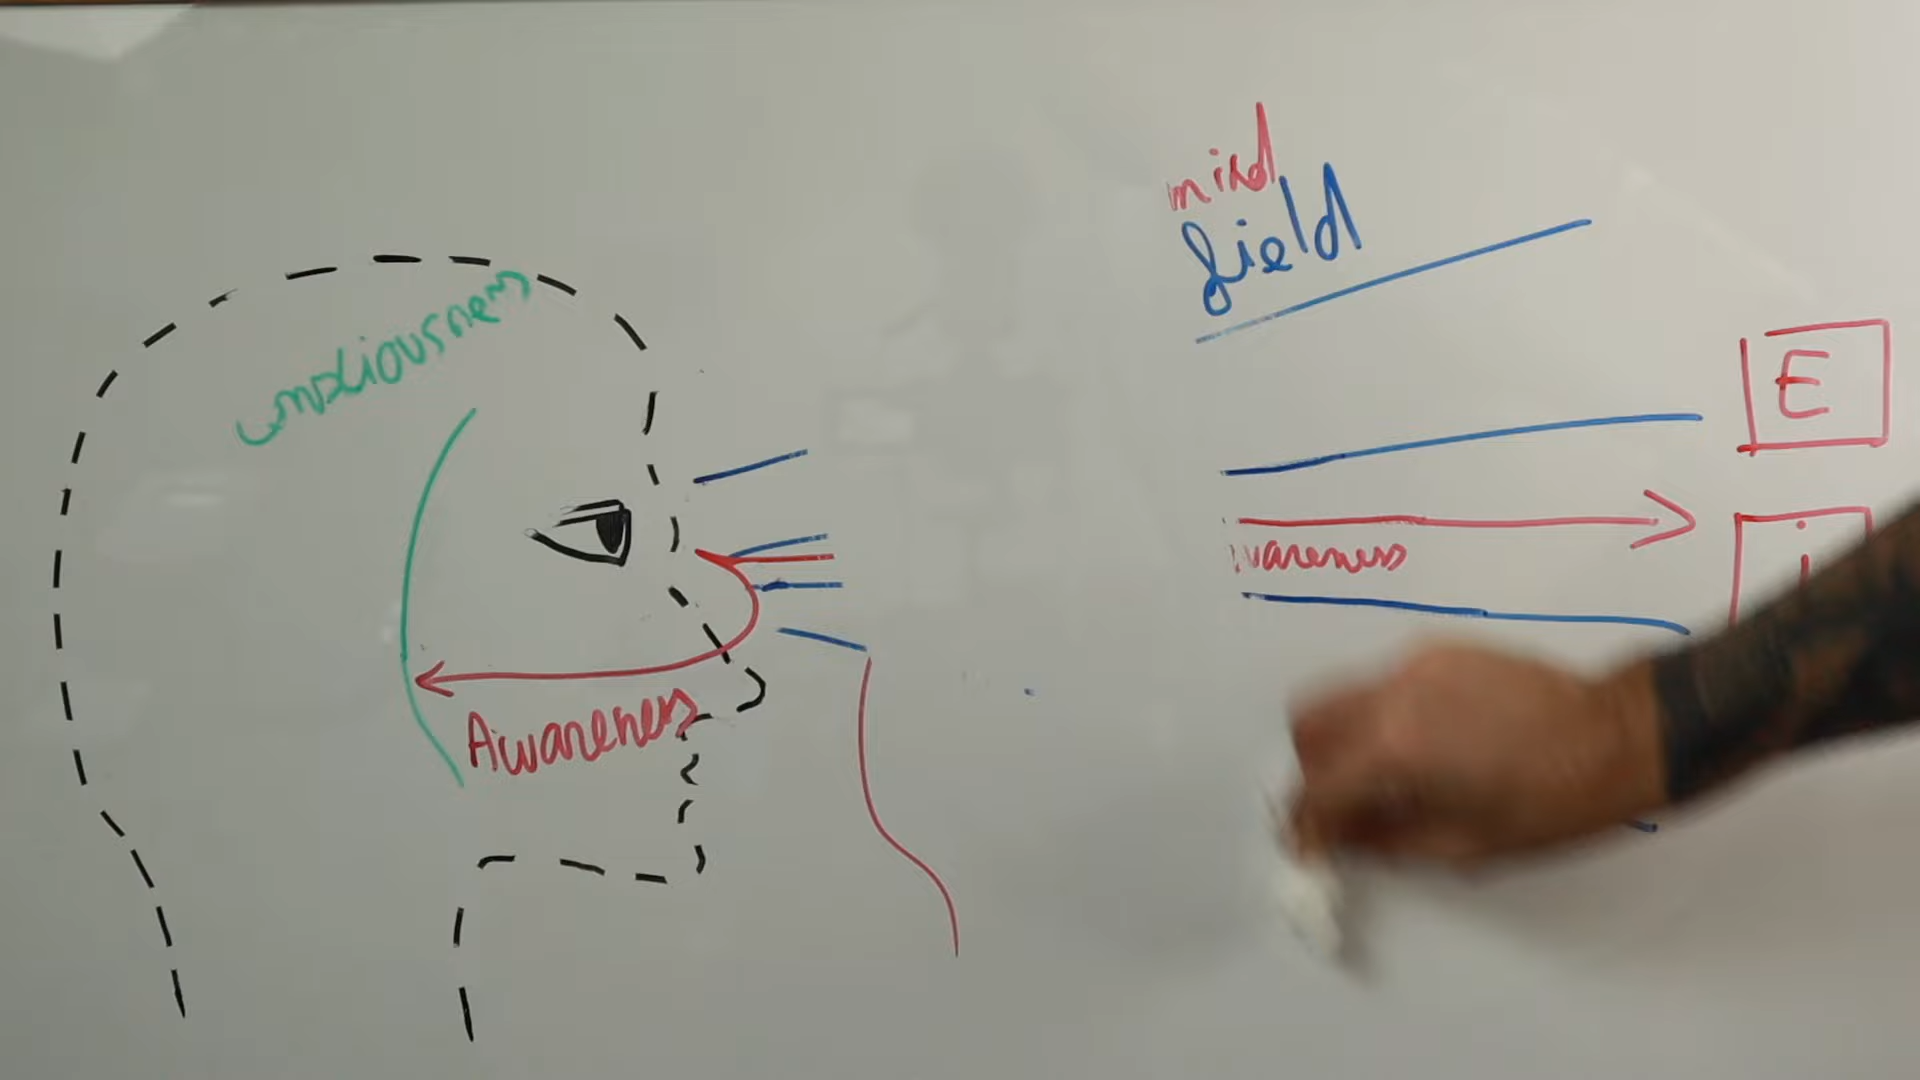 mind
field
consciousness
E
awareness
i
Awareness